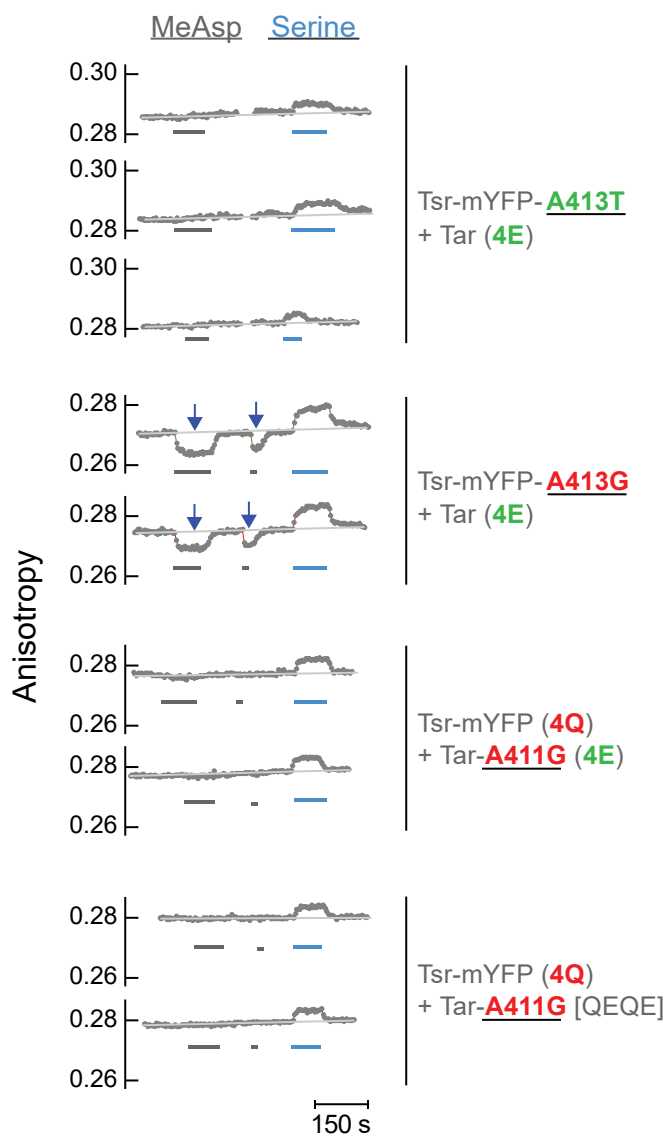 MeAsp Serine
0.30
0.28
0.30
0.28
0.30
0.28
Tsr-mYFP-A413T
+ Tar (4E)
0.28
0.26
0.28
0.26
Tsr-mYFP-A413G
+ Tar (4E)
Anisotropy
0.28
0.26
0.28
0.26
Tsr-mYFP (4Q)
+ Tar-A411G (4E)
0.28
0.26
0.28
0.26
Tsr-mYFP (4Q)
+ Tar-A411G [QEQE]
150 s